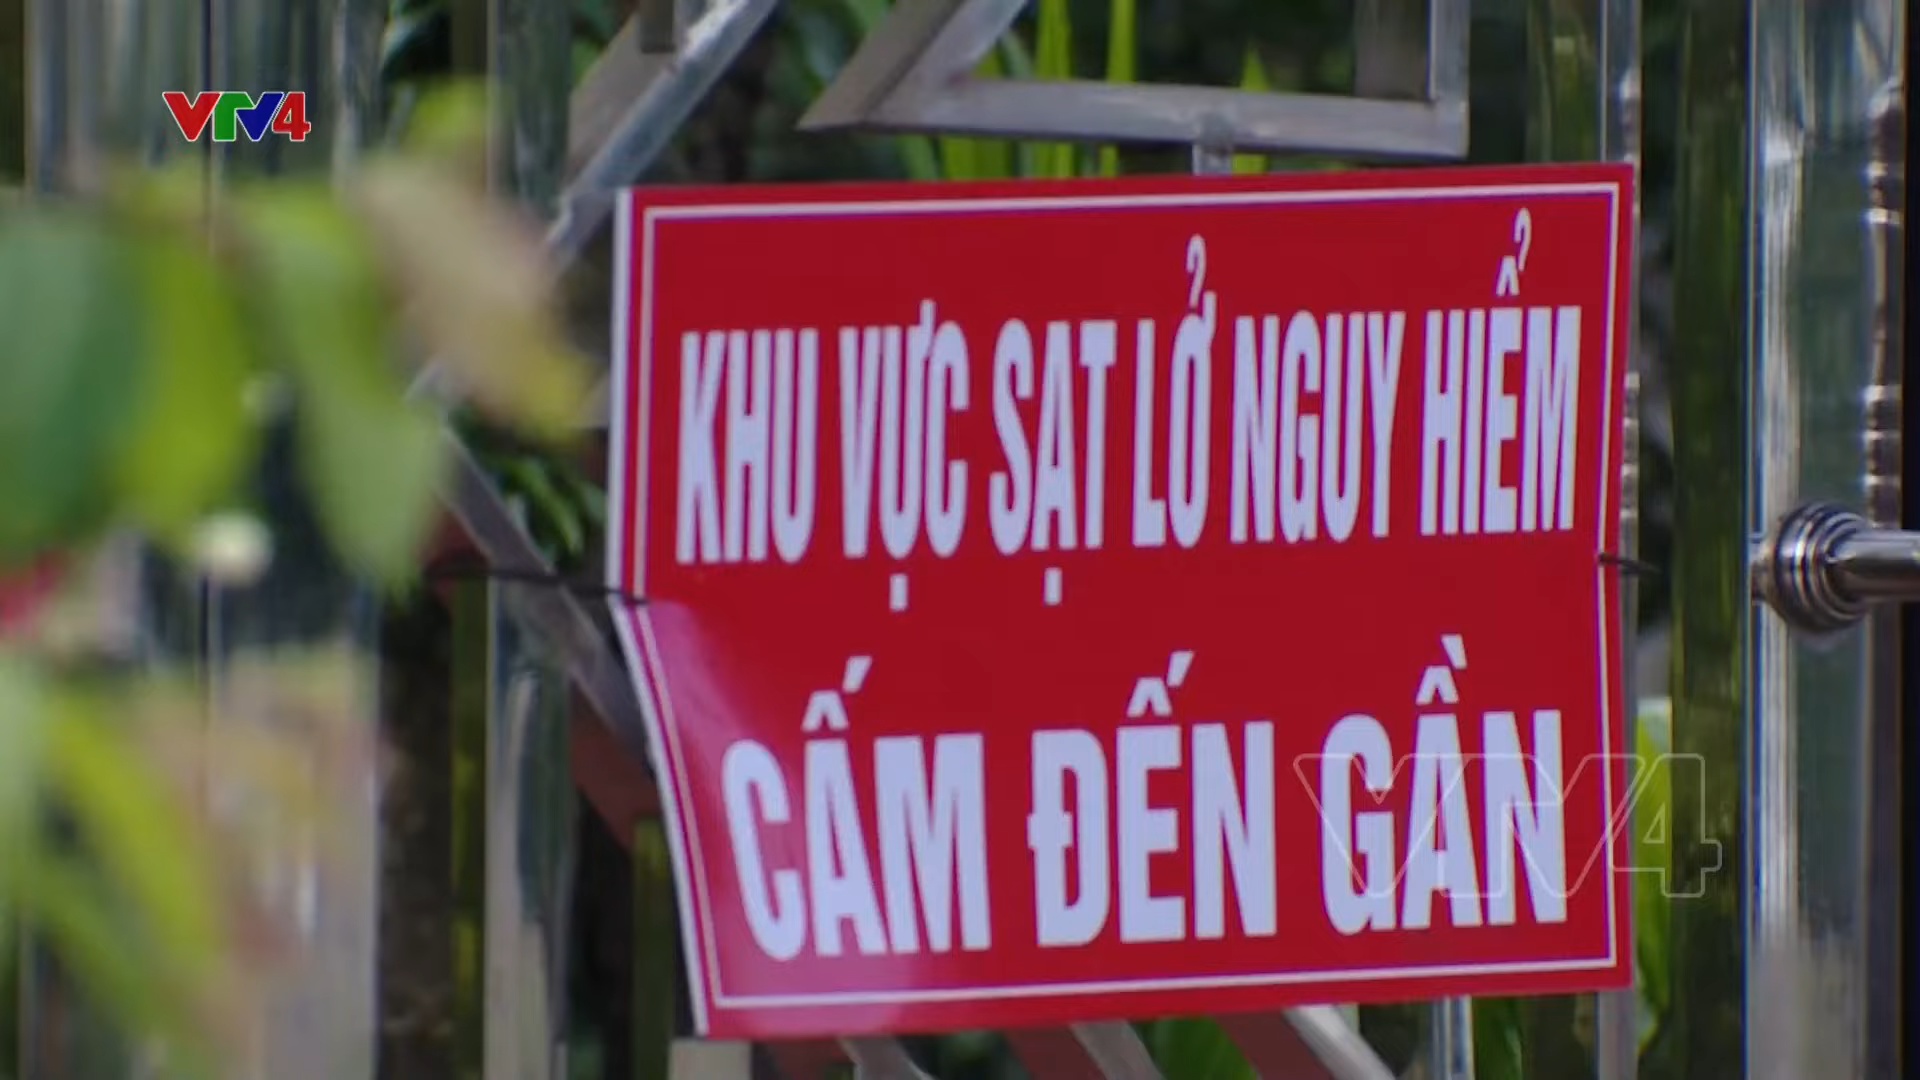 VTV4
KHU VỰC SẠT LỞ NGUY HIỂM
CẤM ĐẾN GẦN
VTV4